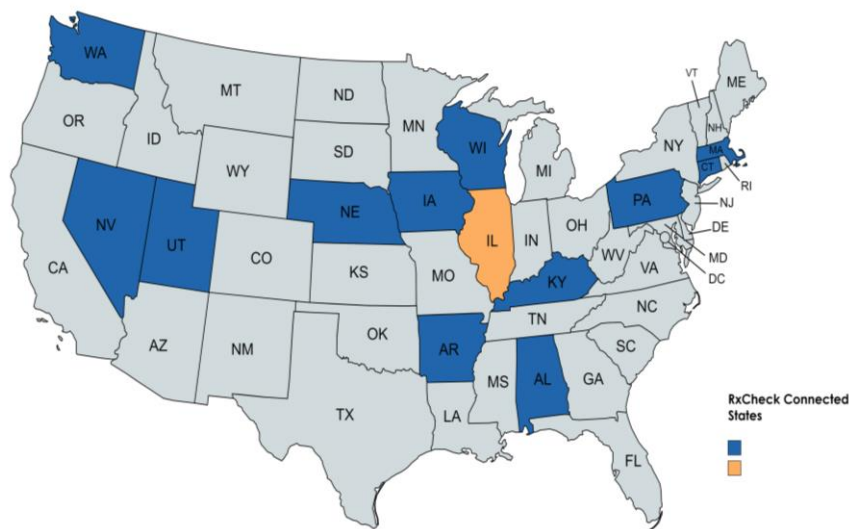 WA
MT
ND
MN
VT
ME
OR
ID
SD
WI
NY
NH
MA
CT
RI
WY
MI
NV
UT
NE
IA
PA
NJ
CA
CO
IL
IN
OH
DE
MD
DC
KS
MO
WV
VA
KY
AZ
NM
OK
AR
TN
NC
SC
TX
LA
MS
AL
GA
FL
RxCheck Connected
States